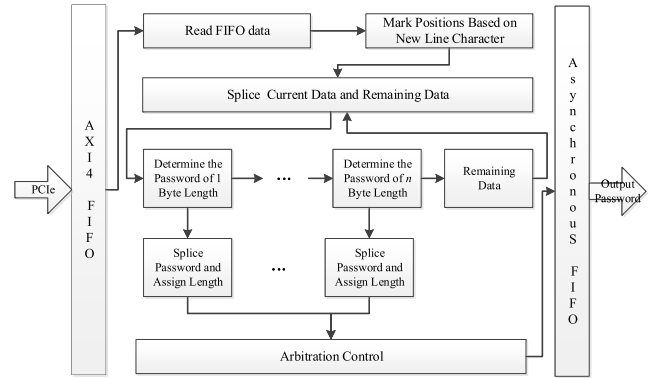 PCIe
AXI4 FIFO
Read FIFO data
Mark Positions Based on
New Line Character
Splice Current Data and Remaining Data
Determine the
Password of 1
Byte Length
...
Determine the
Password of n
Byte Length
Remaining
Data
Splice
Password and
Assign Length
...
Splice
Password and
Assign Length
Arbitration Control
AsynchronouS FIFO
Output
Password